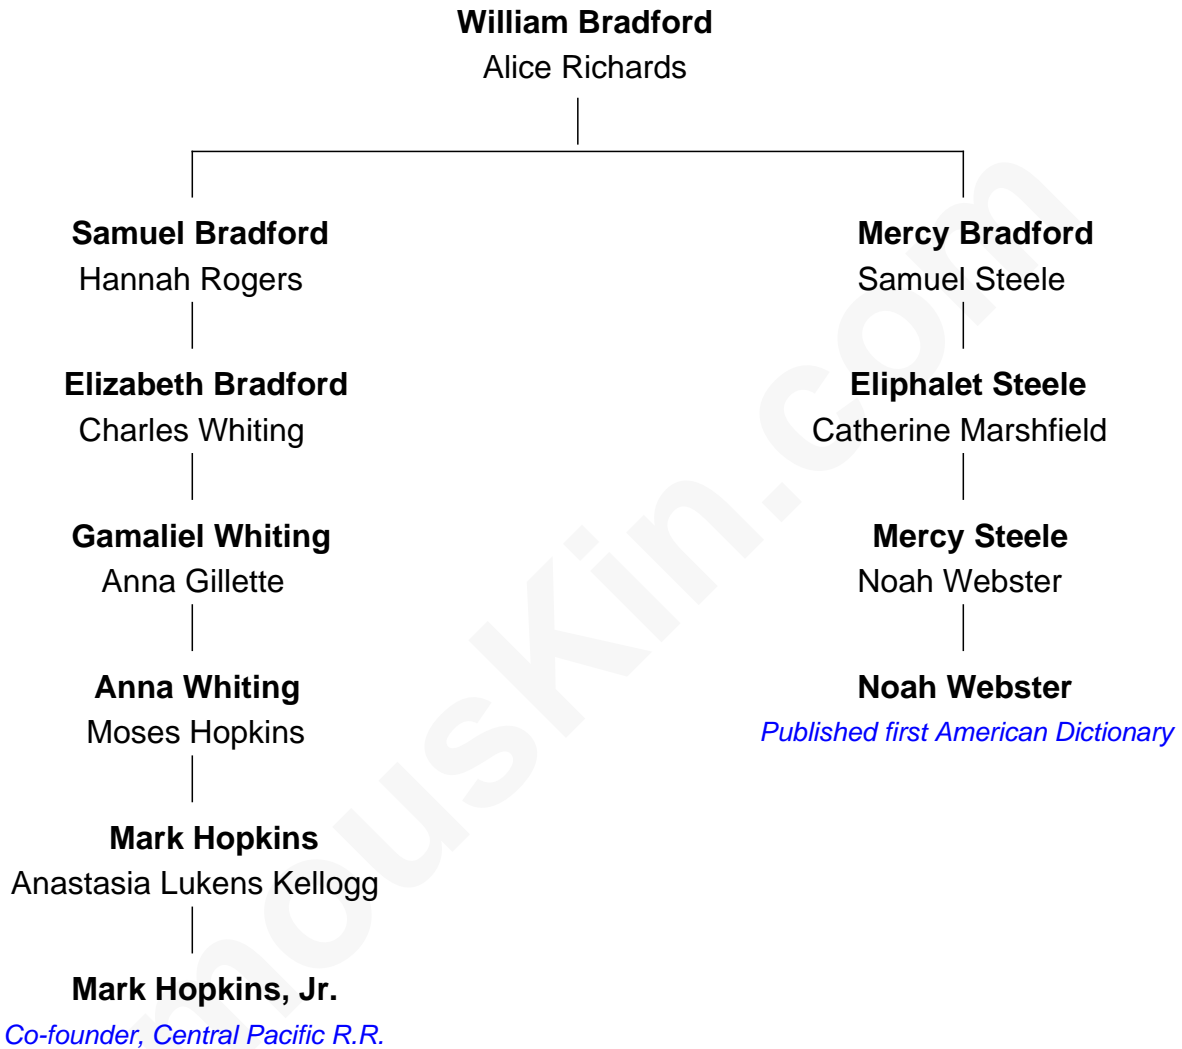 William Bradford
Alice Richards
Samuel Bradford
Hannah Rogers
Mercy Bradford
Samuel Steele
Elizabeth Bradford
Charles Whiting
Eliphalet Steele
Catherine Marshfield
Gamaliel Whiting
Anna Gillette
Mercy Steele
Noah Webster
Anna Whiting
Moses Hopkins
Noah Webster
Published first American Dictionary
Mark Hopkins
Anastasia Lukens Kellogg
Mark Hopkins, Jr.
Co-founder, Central Pacific R.R.
mousKin.com